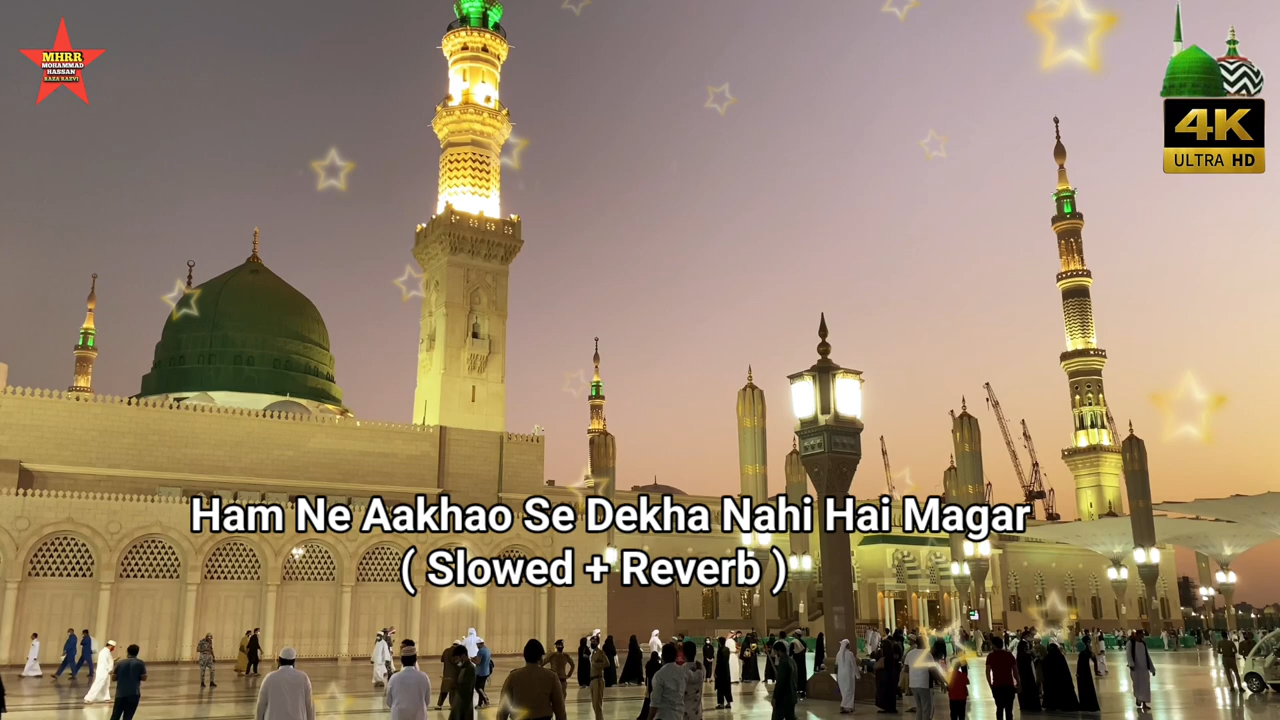 MHRR
MOHAMMAD
HASSAN
RAZA RAZVI
4K
ULTRA HD
Ham Ne Aakhao Se Dekha Nahi Hai Magar
( Slowed + Reverb )